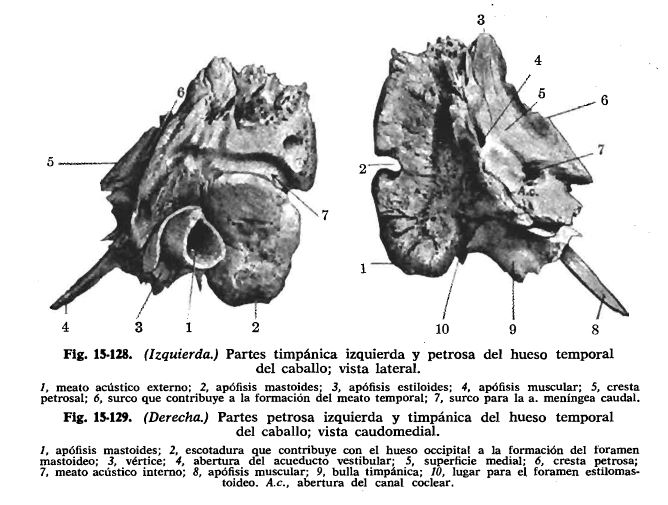 3
4
6
5
6
5
7
2
7
A.c.
1
4
3
1
2
10
9
8
Fig. 15-128. (Izquierda.) Partes timpánica izquierda y petrosa del hueso temporal
del caballo; vista lateral.
1, meato acústico externo; 2, apófisis mastoides; 3, apófisis estiloides; 4, apófisis muscular; 5, cresta
petrosal; 6, surco que contribuye a la formación del meato temporal; 7, surco para la a. meníngea caudal.
Fig. 15-129. (Derecha.) Partes petrosa izquierda y timpánica del hueso temporal
del caballo; vista caudomedial.
1, apófisis mastoides; 2, escotadura que contribuye con el hueso occipital a la formación del foramen
mastoideo; 3, vértice; 4, abertura del acueducto vestibular; 5, superficie medial; 6, cresta petrosa;
7, meato acústico interno; 8, apófisis muscular; 9, bulla timpánica; 10, lugar para el foramen estilomas-
toideo. A.c., abertura del canal coclear.